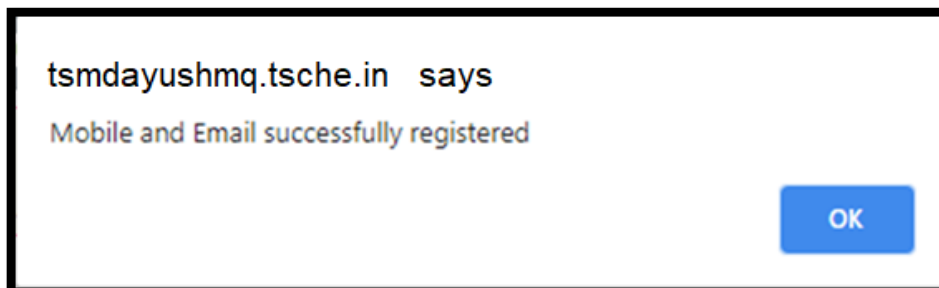 tsmdayushmq.tsche.in says
Mobile and Email successfully registered
OK